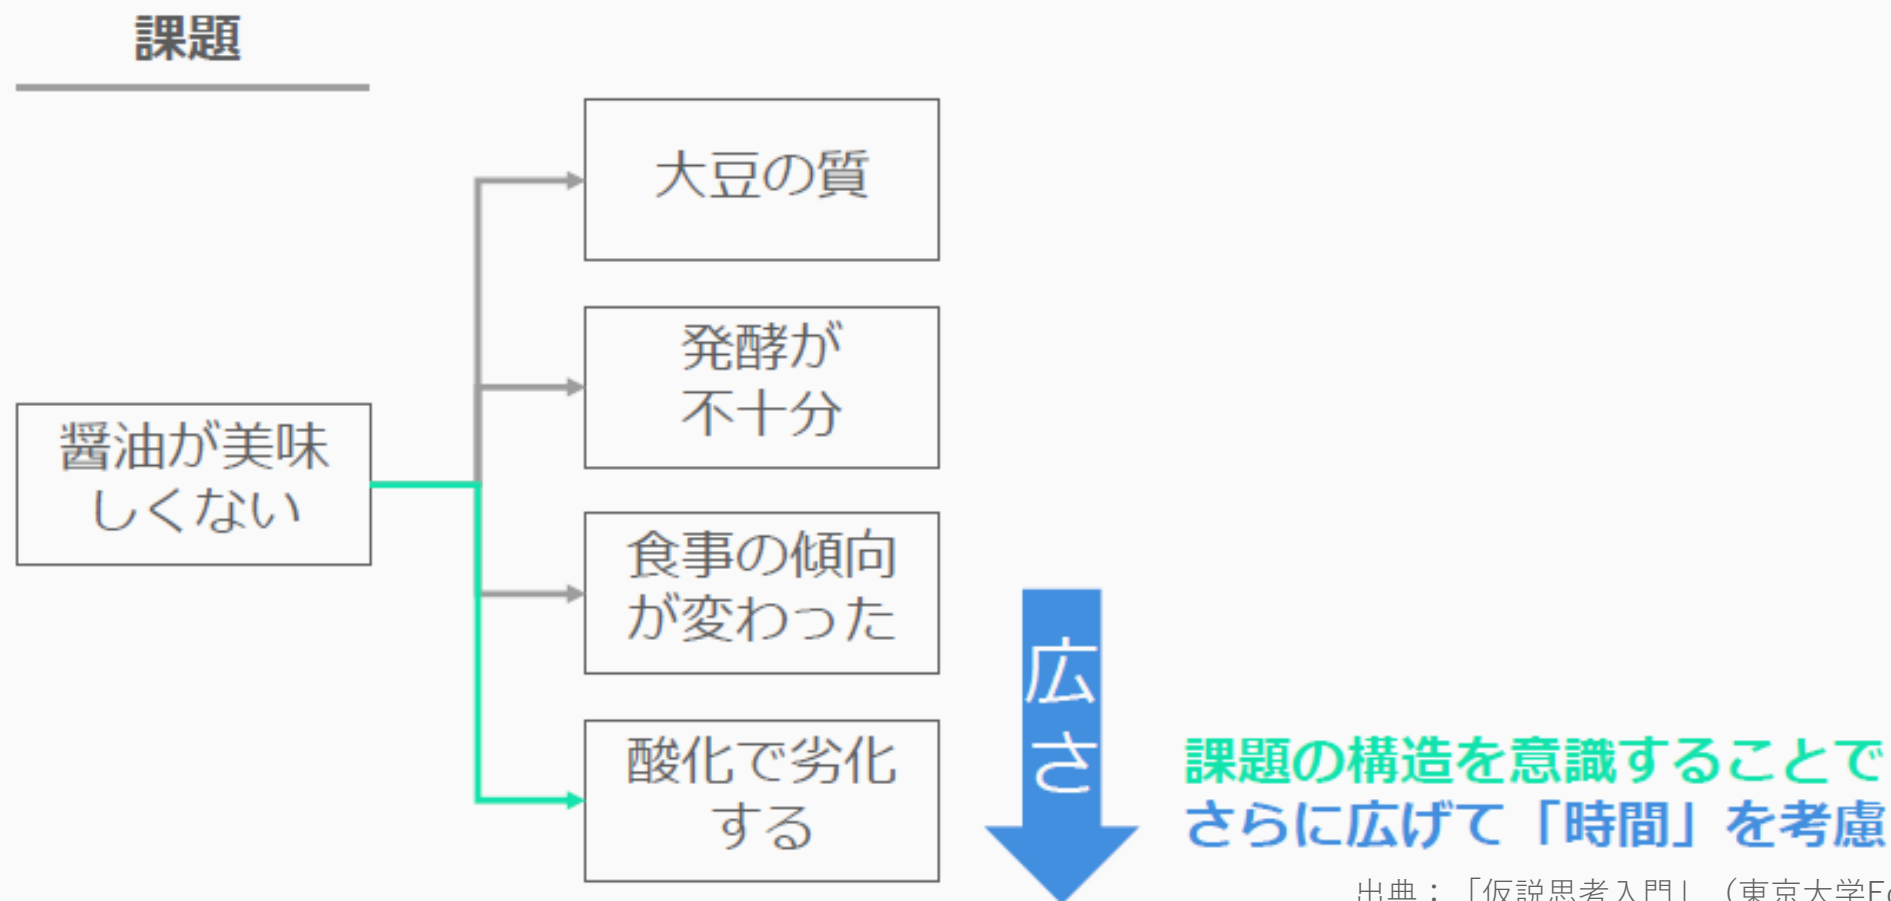 課題
大豆の質
発酵が
不十分
醤油が美味
しくない
食事の傾向
が変わった
酸化で劣化
する
広
さ
課題の構造を意識することで
さらに広げて「時間」を考慮
出典：「仮説思考入門」（東京大学Fo